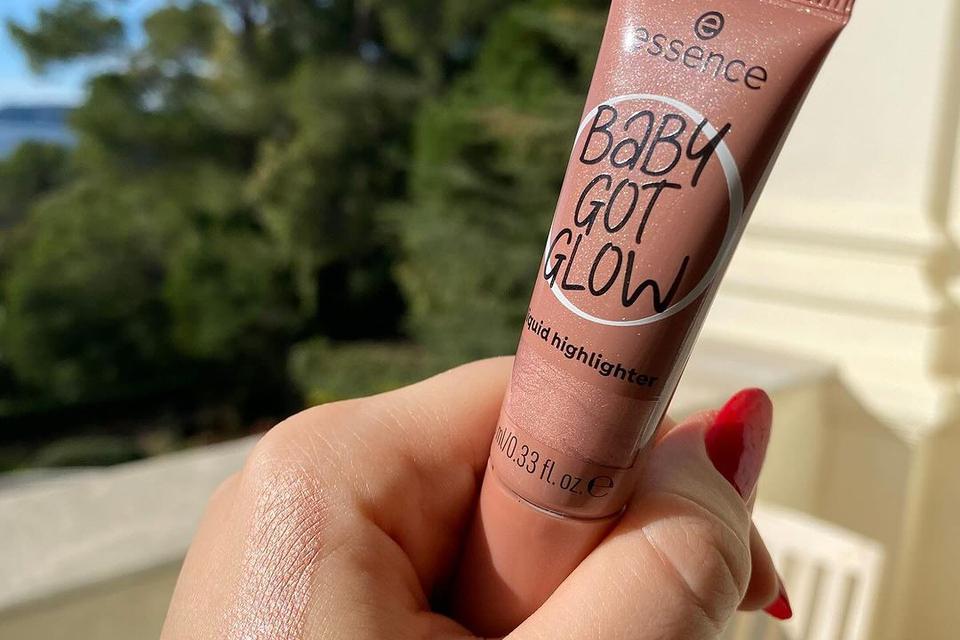 essence
BABY
GOT
GLOW
liquid highlighter
ml/0.33 fl. oz. ℮